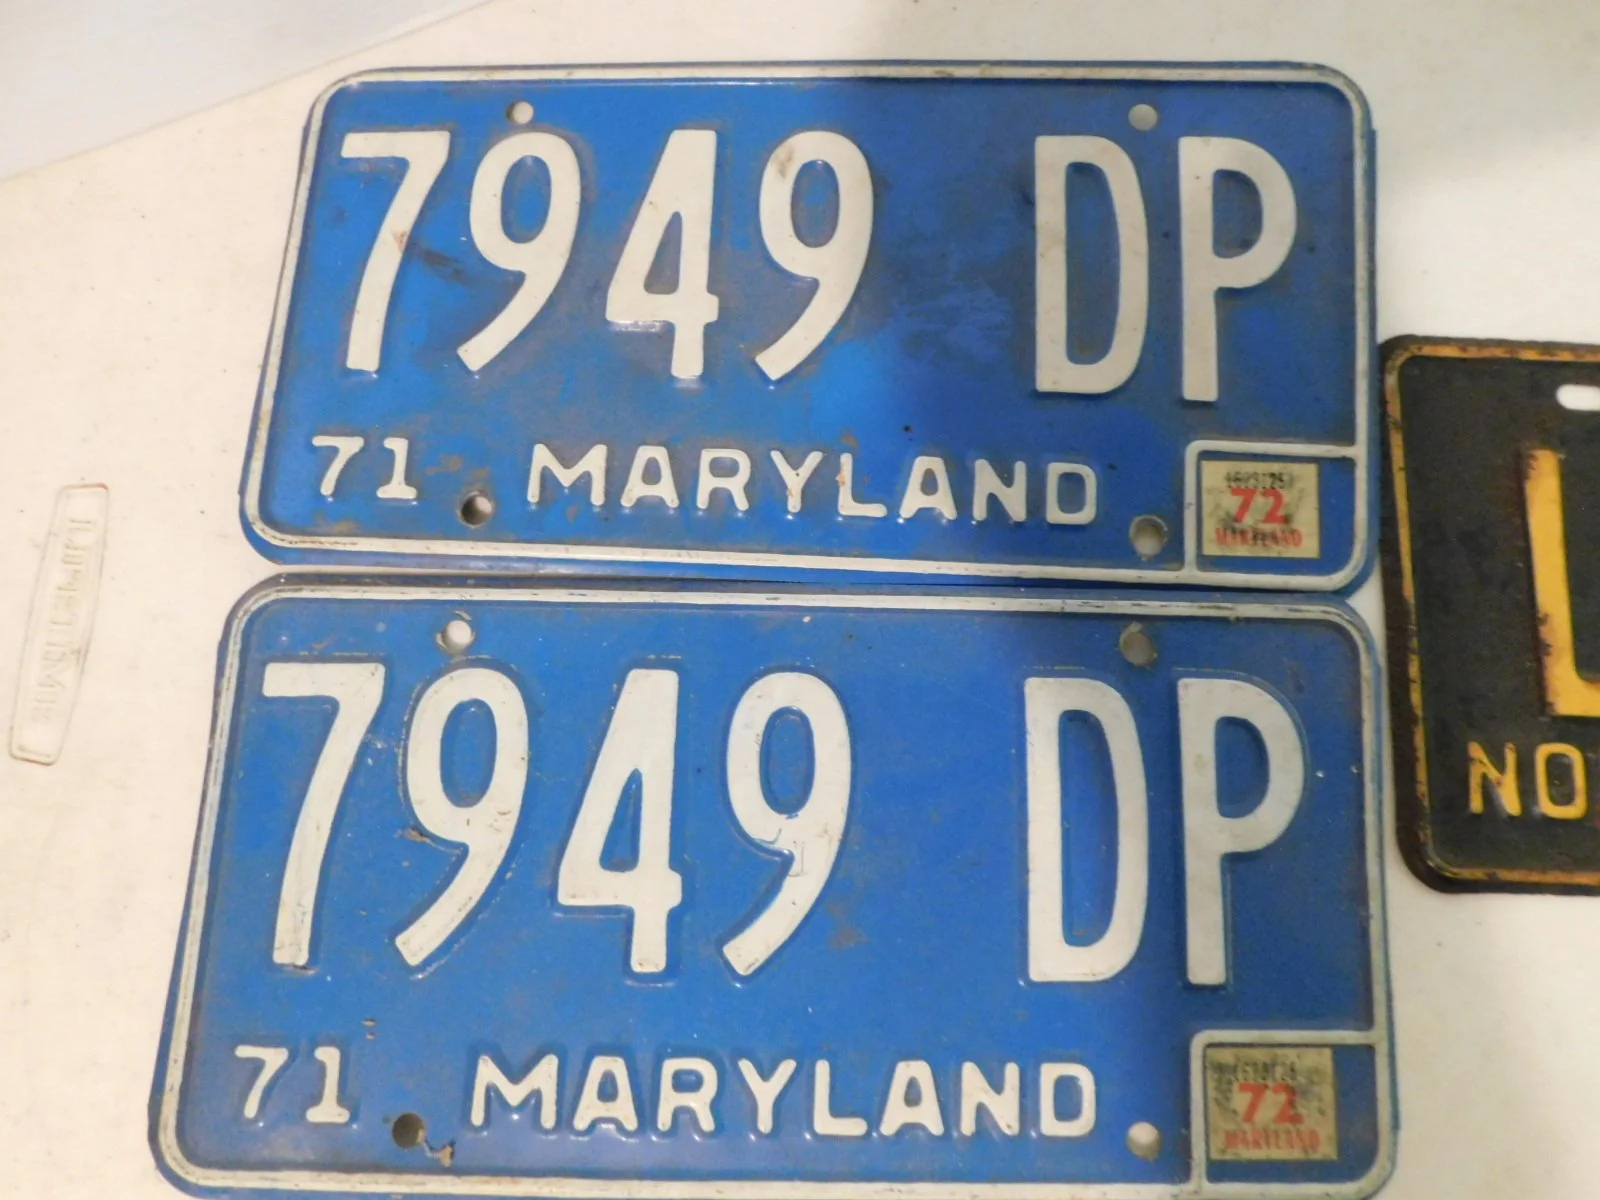 7949 DP
71 MARYLAND
72
MARYLAND
7949 DP
71 MARYLAND
72
MARYLAND
NO